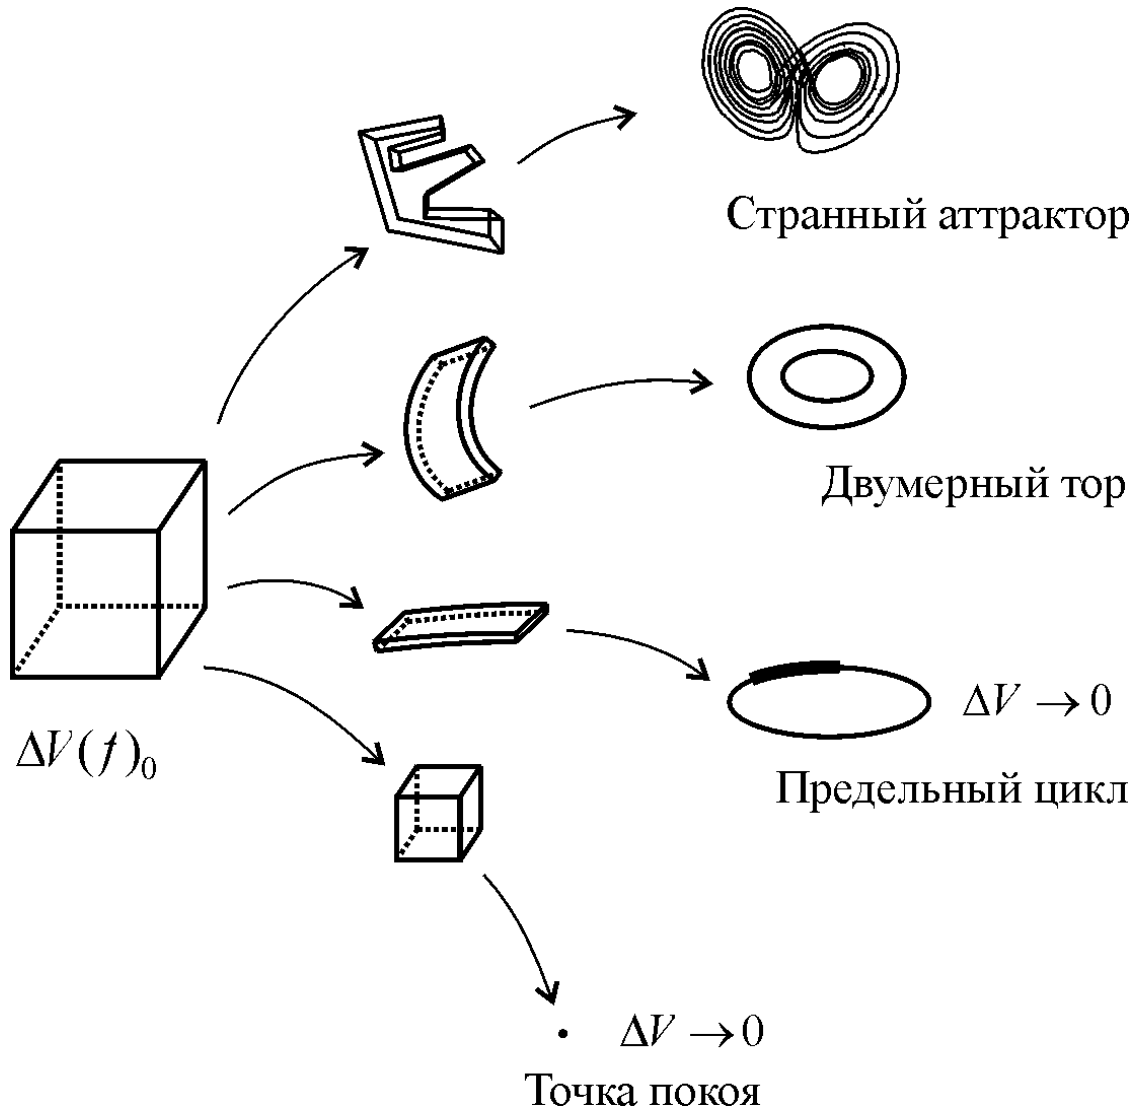 Странный аттрактор
Двумерный тор
ΔV → 0
Предельный цикл
ΔV(t)₀
ΔV → 0
Точка покоя